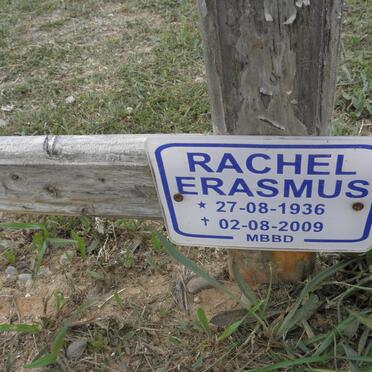 RACHEL
ERASMUS
* 27-08-1936
† 02-08-2009
MBBD